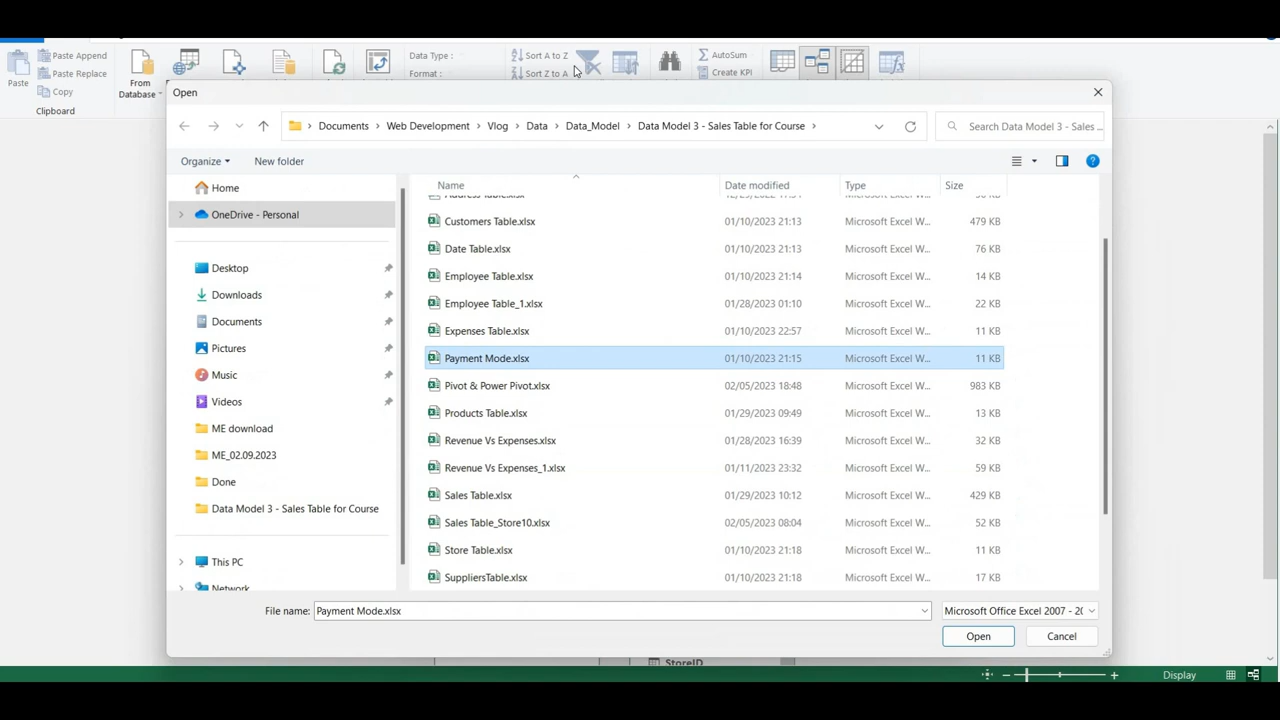 Paste Append
Data Type :
Sort A to Z
AutoSum
Paste Replace
Paste
From
Database
Format :
Sort Z to A
Create KPI
Copy
Clipboard
Open
Documents
Web Development
Vlog
Data
Data_Model
Data Model 3 - Sales Table for Course
Search Data Model 3 - Sales ...
Organize
New folder
Home
OneDrive - Personal
Desktop
Downloads
Documents
Pictures
Music
Videos
ME download
ME_02.09.2023
Done
Data Model 3 - Sales Table for Course
This PC
Network
Name Date modified Type Size
Customers Table.xlsx 01/10/2023 21:13 Microsoft Excel W... 479 KB
Date Table.xlsx 01/10/2023 21:13 Microsoft Excel W... 76 KB
Employee Table.xlsx 01/10/2023 21:14 Microsoft Excel W... 14 KB
Employee Table_1.xlsx 01/28/2023 01:10 Microsoft Excel W... 22 KB
Expenses Table.xlsx 01/10/2023 22:57 Microsoft Excel W... 11 KB
Payment Mode.xlsx 01/10/2023 21:15 Microsoft Excel W... 11 KB
Pivot & Power Pivot.xlsx 02/05/2023 18:48 Microsoft Excel W... 983 KB
Products Table.xlsx 01/29/2023 09:49 Microsoft Excel W... 13 KB
Revenue Vs Expenses.xlsx 01/28/2023 16:39 Microsoft Excel W... 32 KB
Revenue Vs Expenses_1.xlsx 01/11/2023 23:32 Microsoft Excel W... 59 KB
Sales Table.xlsx 01/29/2023 10:12 Microsoft Excel W... 429 KB
Sales Table_Store10.xlsx 02/05/2023 08:04 Microsoft Excel W... 52 KB
Store Table.xlsx 01/10/2023 21:18 Microsoft Excel W... 11 KB
SuppliersTable.xlsx 01/10/2023 21:18 Microsoft Excel W... 17 KB
File name: Payment Mode.xlsx
Microsoft Office Excel 2007 - 20
Open
Cancel
StoreID
Display